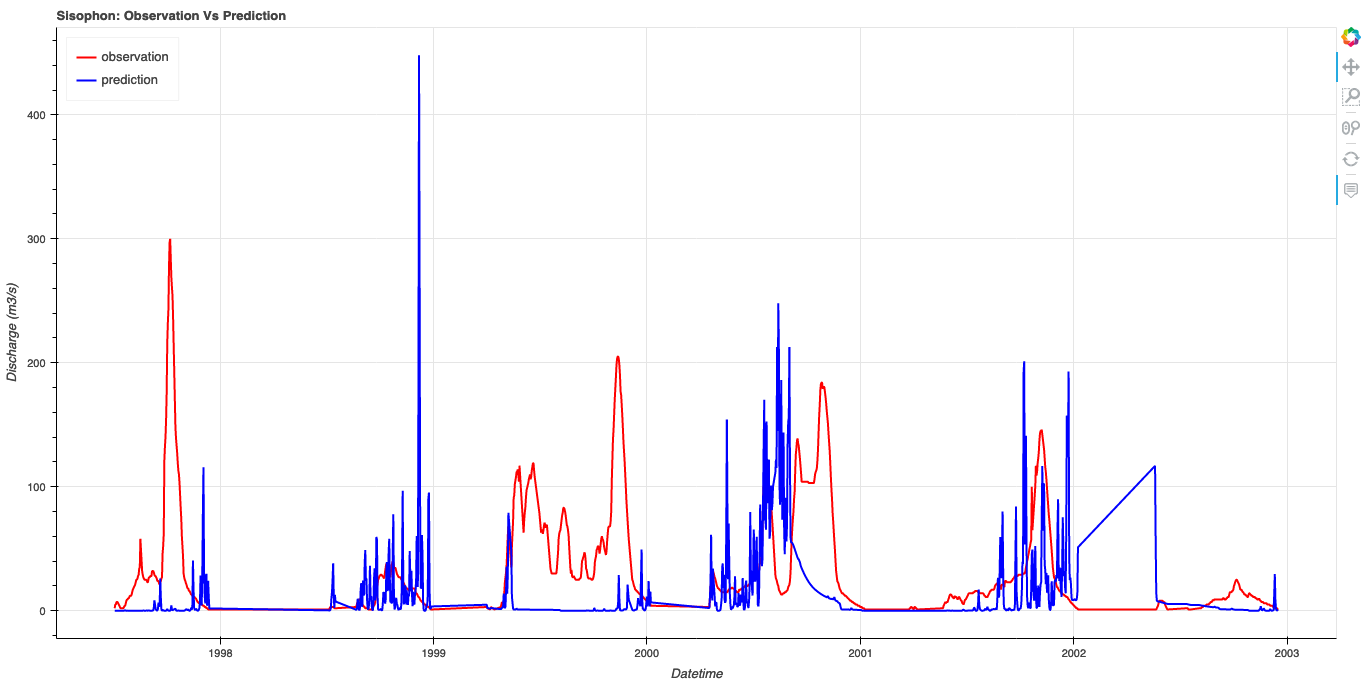 Sisophon: Observation Vs Prediction
observation
prediction
400
300
200
100
0
Discharge (m3/s)
1998
1999
2000
2001
2002
2003
Datetime